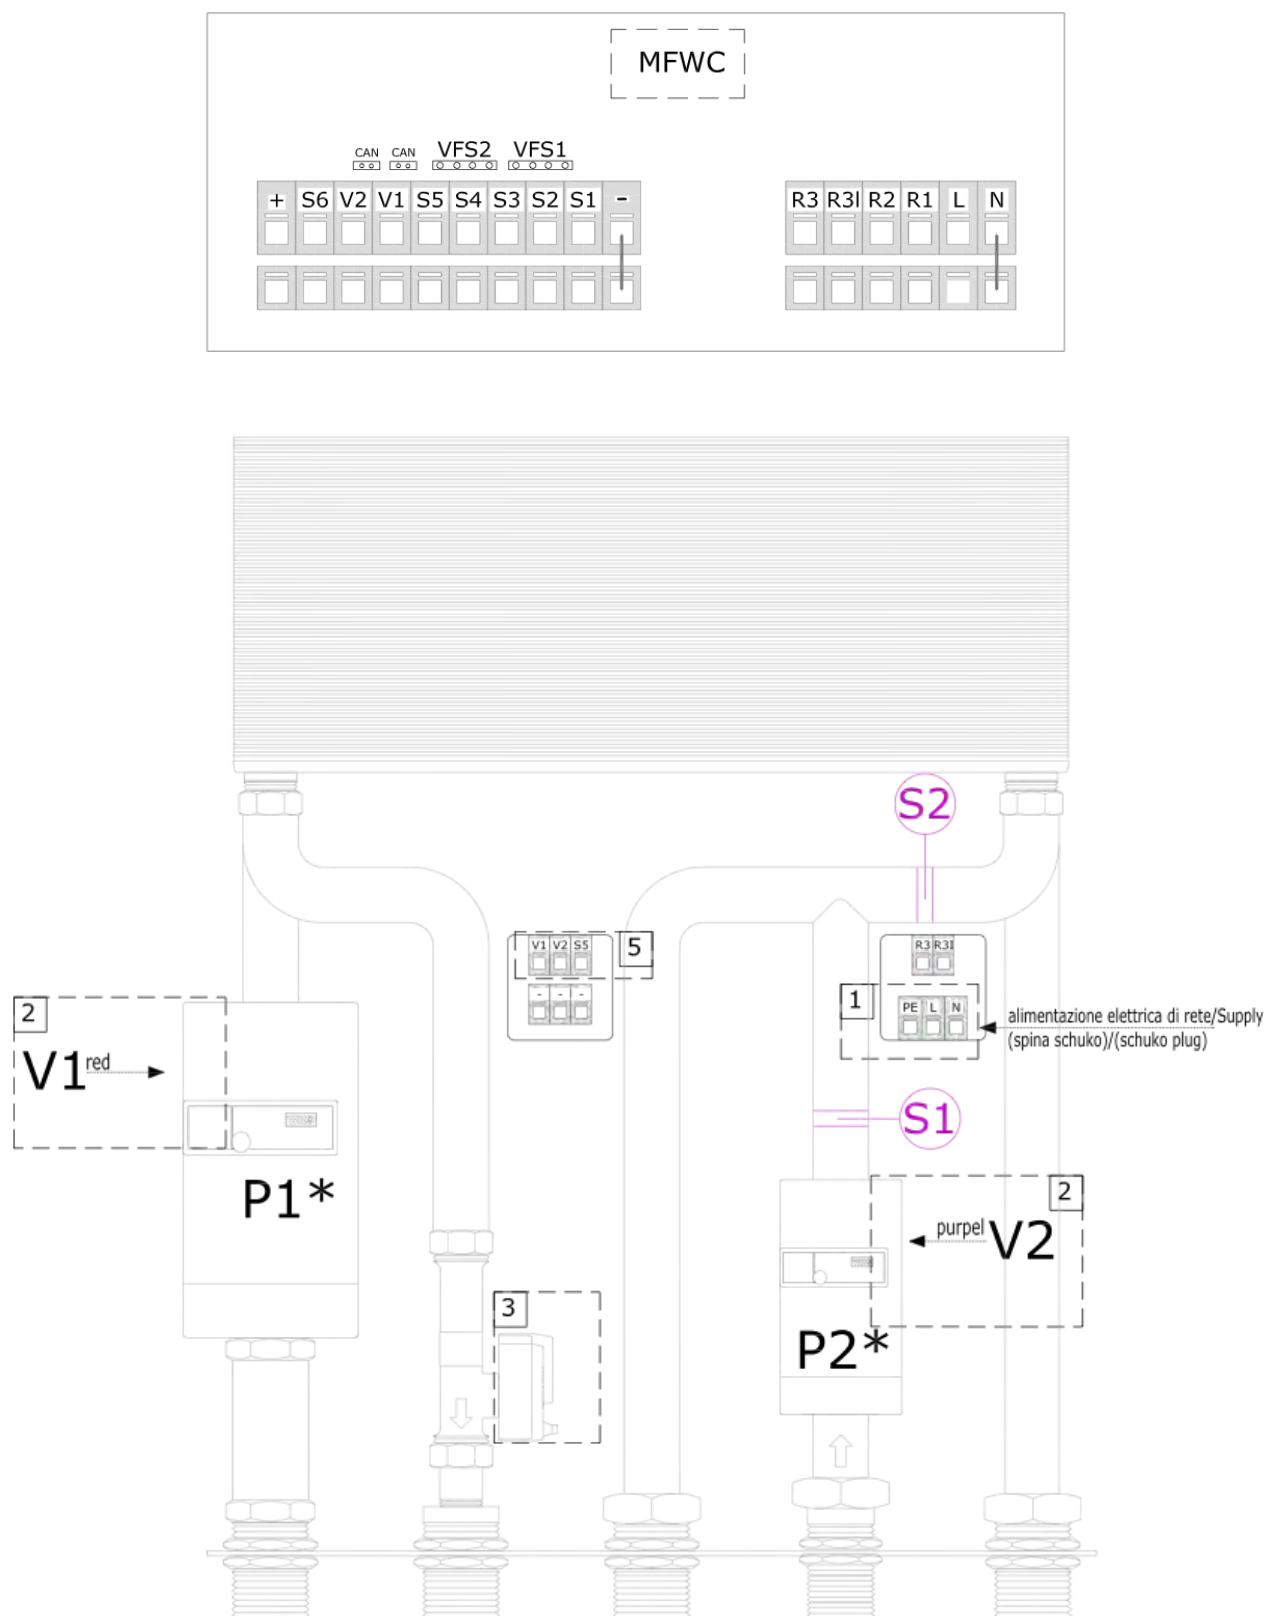 MFWC
CAN CAN VFS2 VFS1
+ S6 V2 V1 S5 S4 S3 S2 S1 -
R3 R3I R2 R1 L N
S2
V1 V2 S5
5
- - -
R3 R3I
1
PE L N
alimentazione elettrica di rete/Supply
(spina schuko)/(schuko plug)
2
V1 red
S1
P1*
2
purpel V2
3
P2*